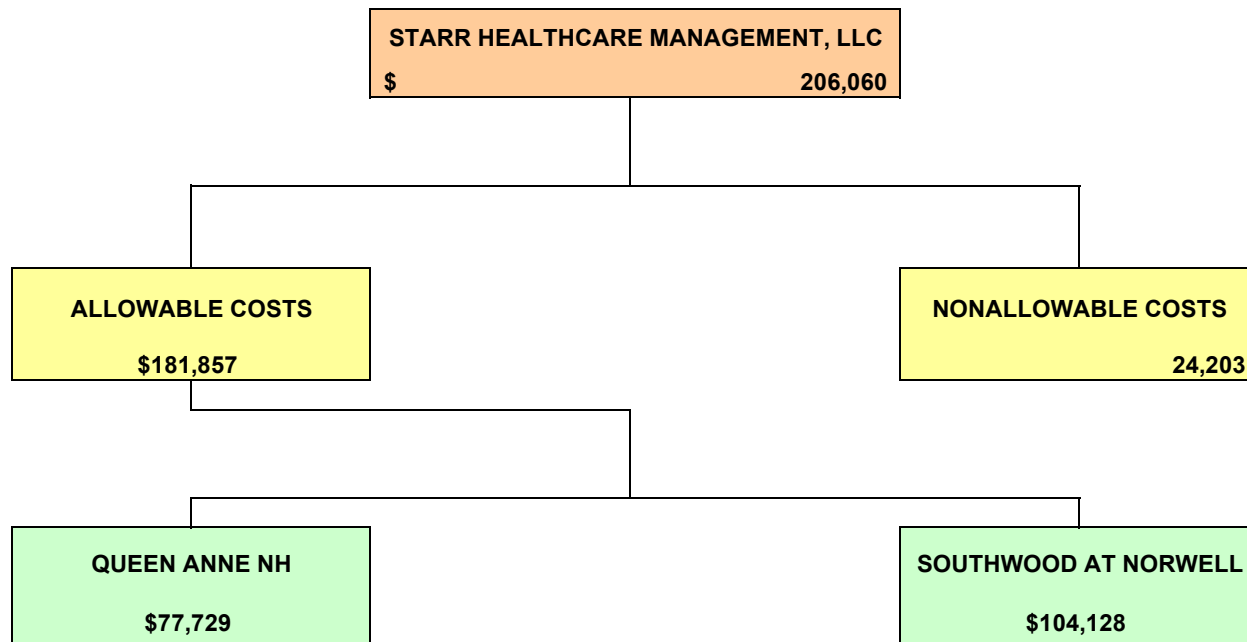 STARR HEALTHCARE MANAGEMENT, LLC
$ 206,060
ALLOWABLE COSTS
$181,857
NONALLOWABLE COSTS
24,203
QUEEN ANNE NH
$77,729
SOUTHWOOD AT NORWELL
$104,128